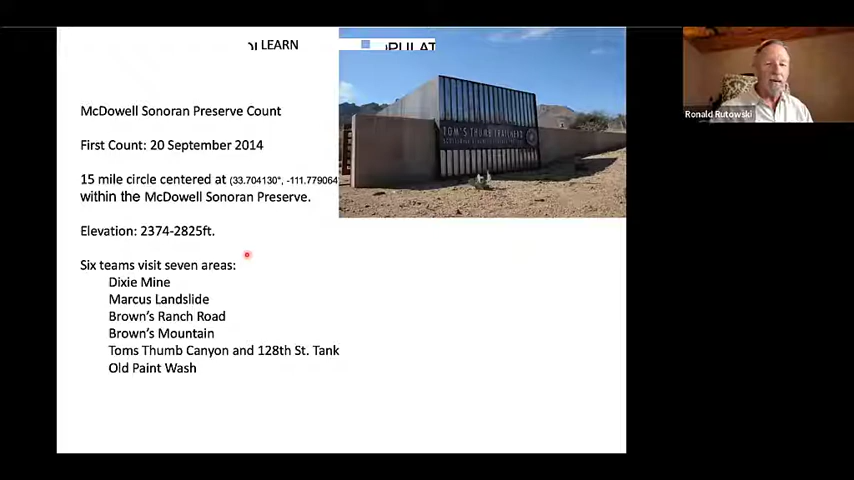 LEARN
McDowell Sonoran Preserve Count
First Count: 20 September 2014
15 mile circle centered at (33.704130°, -111.779064
within the McDowell Sonoran Preserve.
Elevation: 2374-2825ft.
Six teams visit seven areas:
Dixie Mine
Marcus Landslide
Brown's Ranch Road
Brown's Mountain
Toms Thumb Canyon and 128th St. Tank
Old Paint Wash
TOM'S THUMB TRAILHEAD
Ronald Rutowski